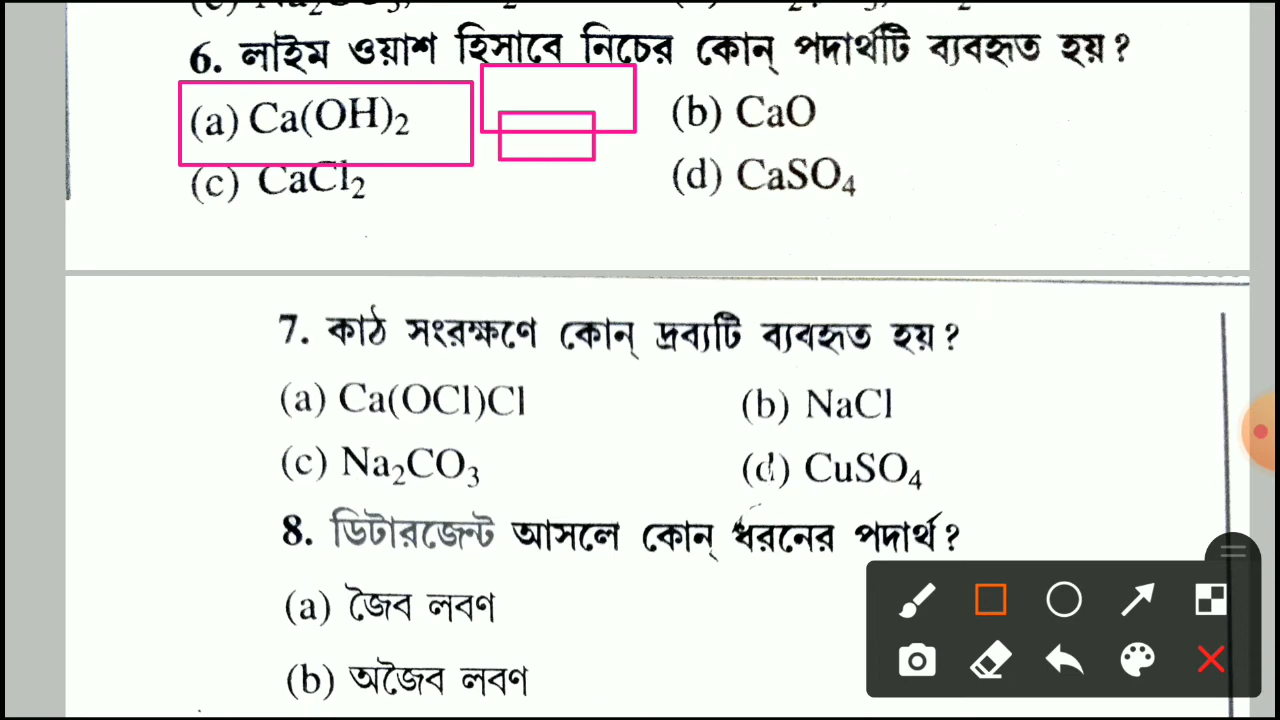 6. লাইম ওয়াশ হিসাবে নিচের কোন্ পদার্থটি ব্যবহৃত হয়?
(a) Ca(OH)₂ (b) CaO
(c) CaCl₂ (d) CaSO₄
7. কাঠ সংরক্ষণে কোন্ দ্রব্যটি ব্যবহৃত হয়?
(a) Ca(OCl)Cl (b) NaCl
(c) Na₂CO₃ (d) CuSO₄
8. ডিটারজেন্ট আসলে কোন্ ধরনের পদার্থ?
(a) জৈব লবণ
(b) অজৈব লবণ